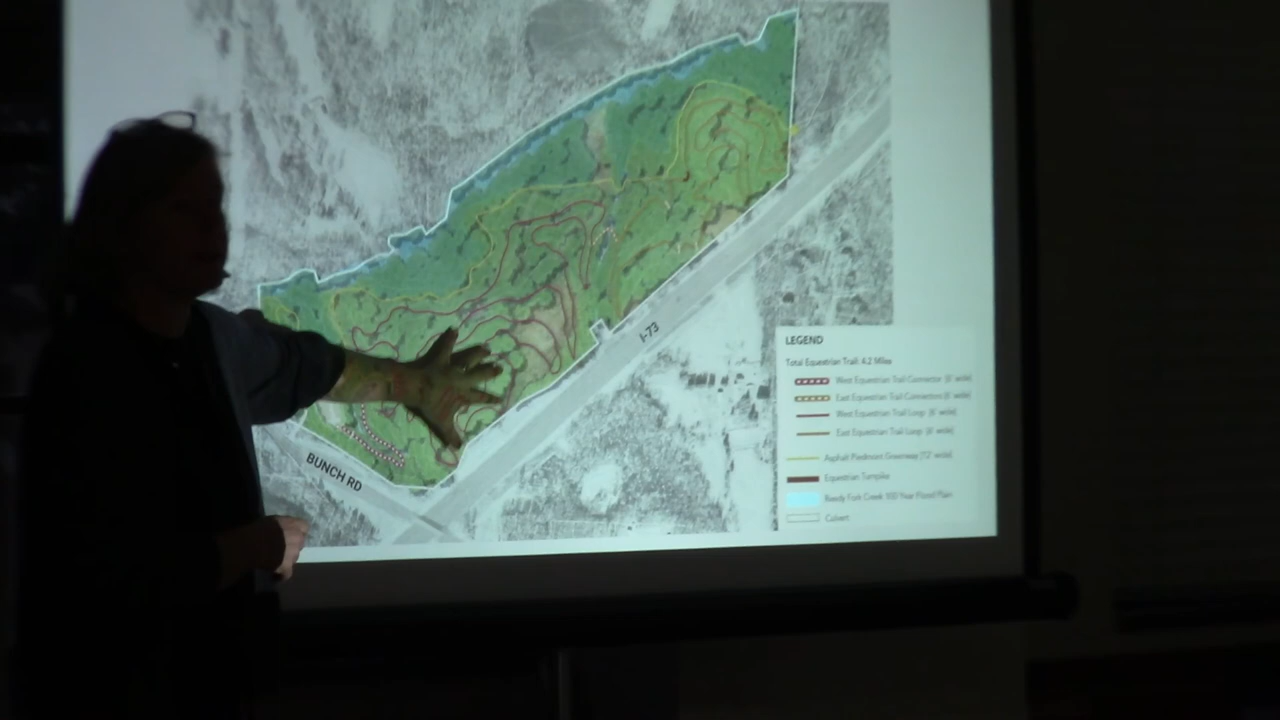 I-73
BUNCH RD
LEGEND
Total Equestrian Trail: 4.2 Miles
West Equestrian Trail Connector (6' wide)
East Equestrian Trail Connectors (6' wide)
West Equestrian Trail Loop (6' wide)
East Equestrian Trail Loop (6' wide)
Asphalt Piedmont Greenway (12' wide)
Equestrian Turnpike
Reedy Fork Creek 100 Year Flood Plain
Culvert